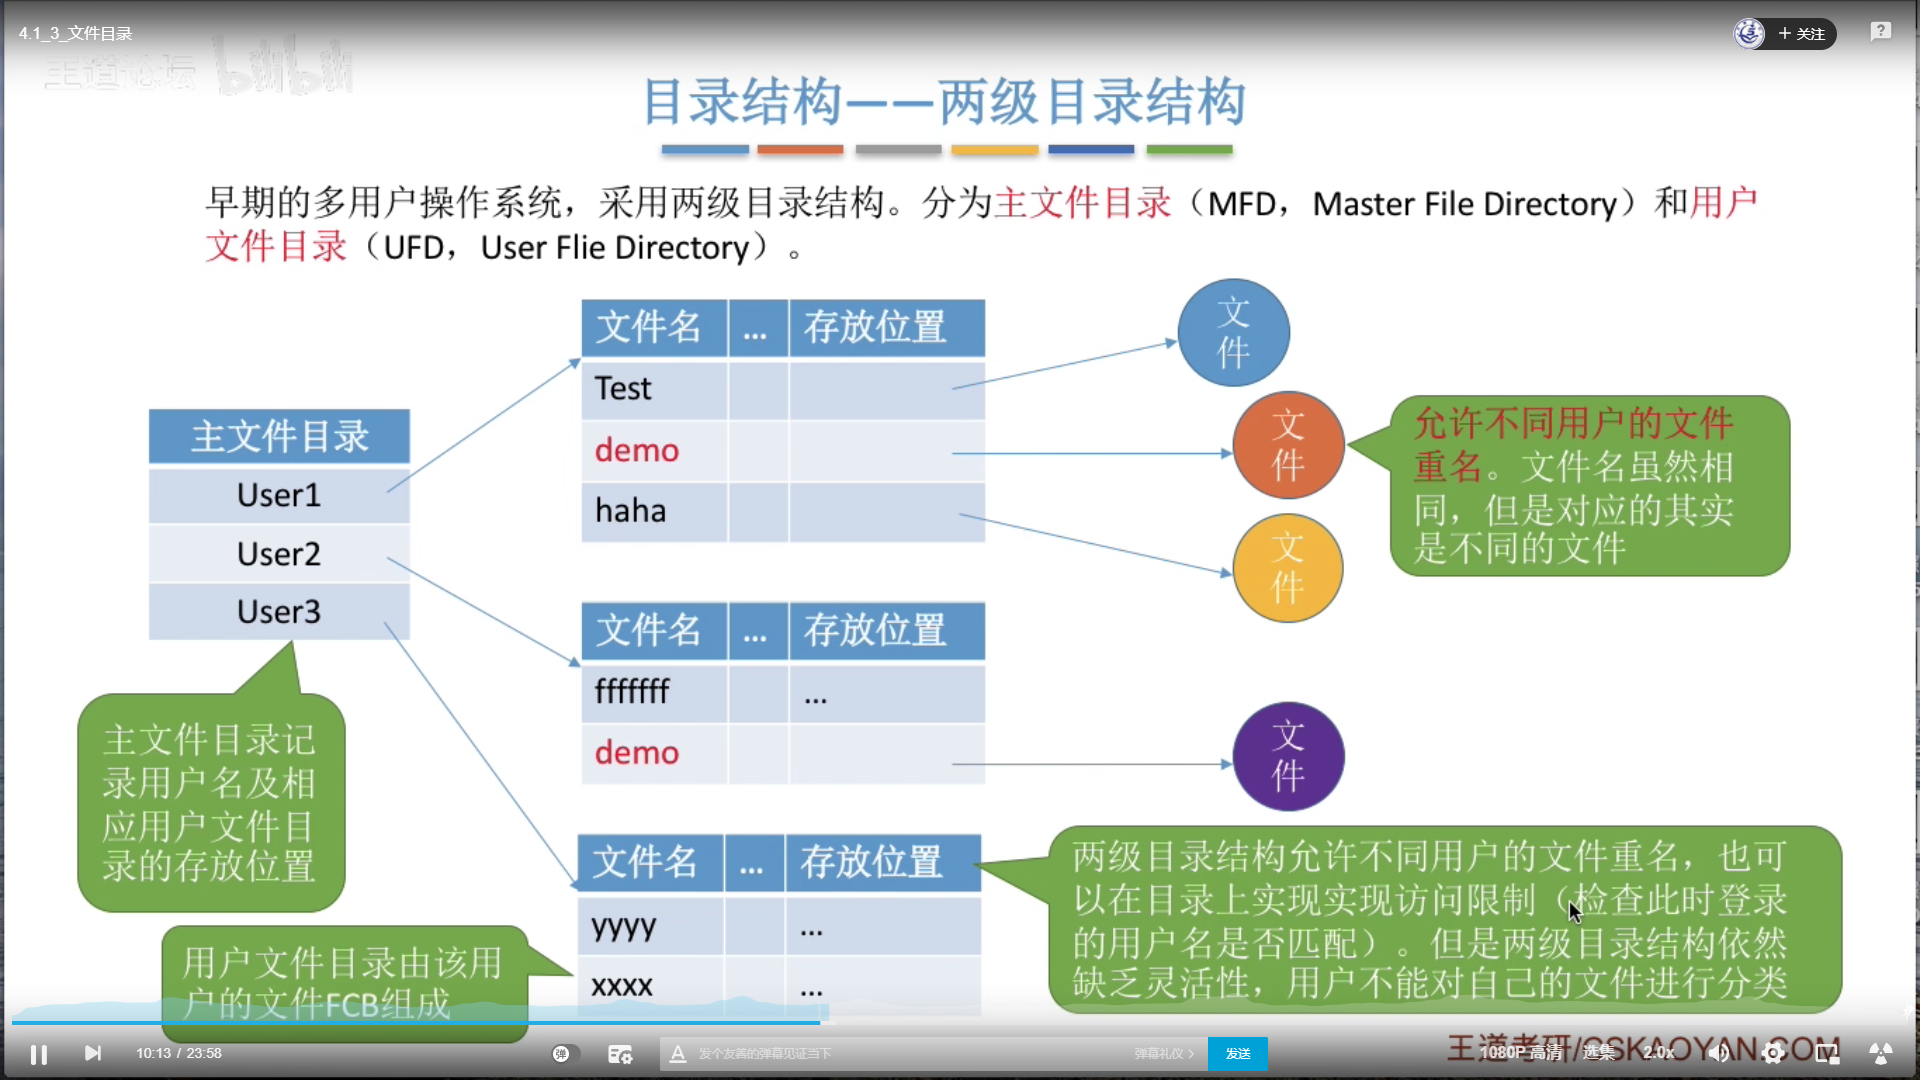 4.1_3_文件目录
+ 关注
王道论坛 bilibili
目录结构——两级目录结构
早期的多用户操作系统，采用两级目录结构。分为主文件目录（MFD，Master File Directory）和用户
文件目录（UFD，User Flie Directory）。
主文件目录
User1
User2
User3
文件名 ... 存放位置
Test
demo
haha
文件名 ... 存放位置
fffffff ...
demo
文件名 ... 存放位置
yyyy ...
xxxx ...
文
件
文
件
文
件
文
件
允许不同用户的文件
重名。文件名虽然相
同，但是对应的其实
是不同的文件
主文件目录记
录用户名及相
应用户文件目
录的存放位置
用户文件目录由该用
户的文件FCB组成
两级目录结构允许不同用户的文件重名，也可
以在目录上实现实现访问限制（检查此时登录
的用户名是否匹配）。但是两级目录结构依然
缺乏灵活性，用户不能对自己的文件进行分类
王道考研/CSKAOYAN.COM
10:13 / 23:58
弹
发个友善的弹幕见证当下
弹幕礼仪 >
发送
1080P 高清
选集
2.0x